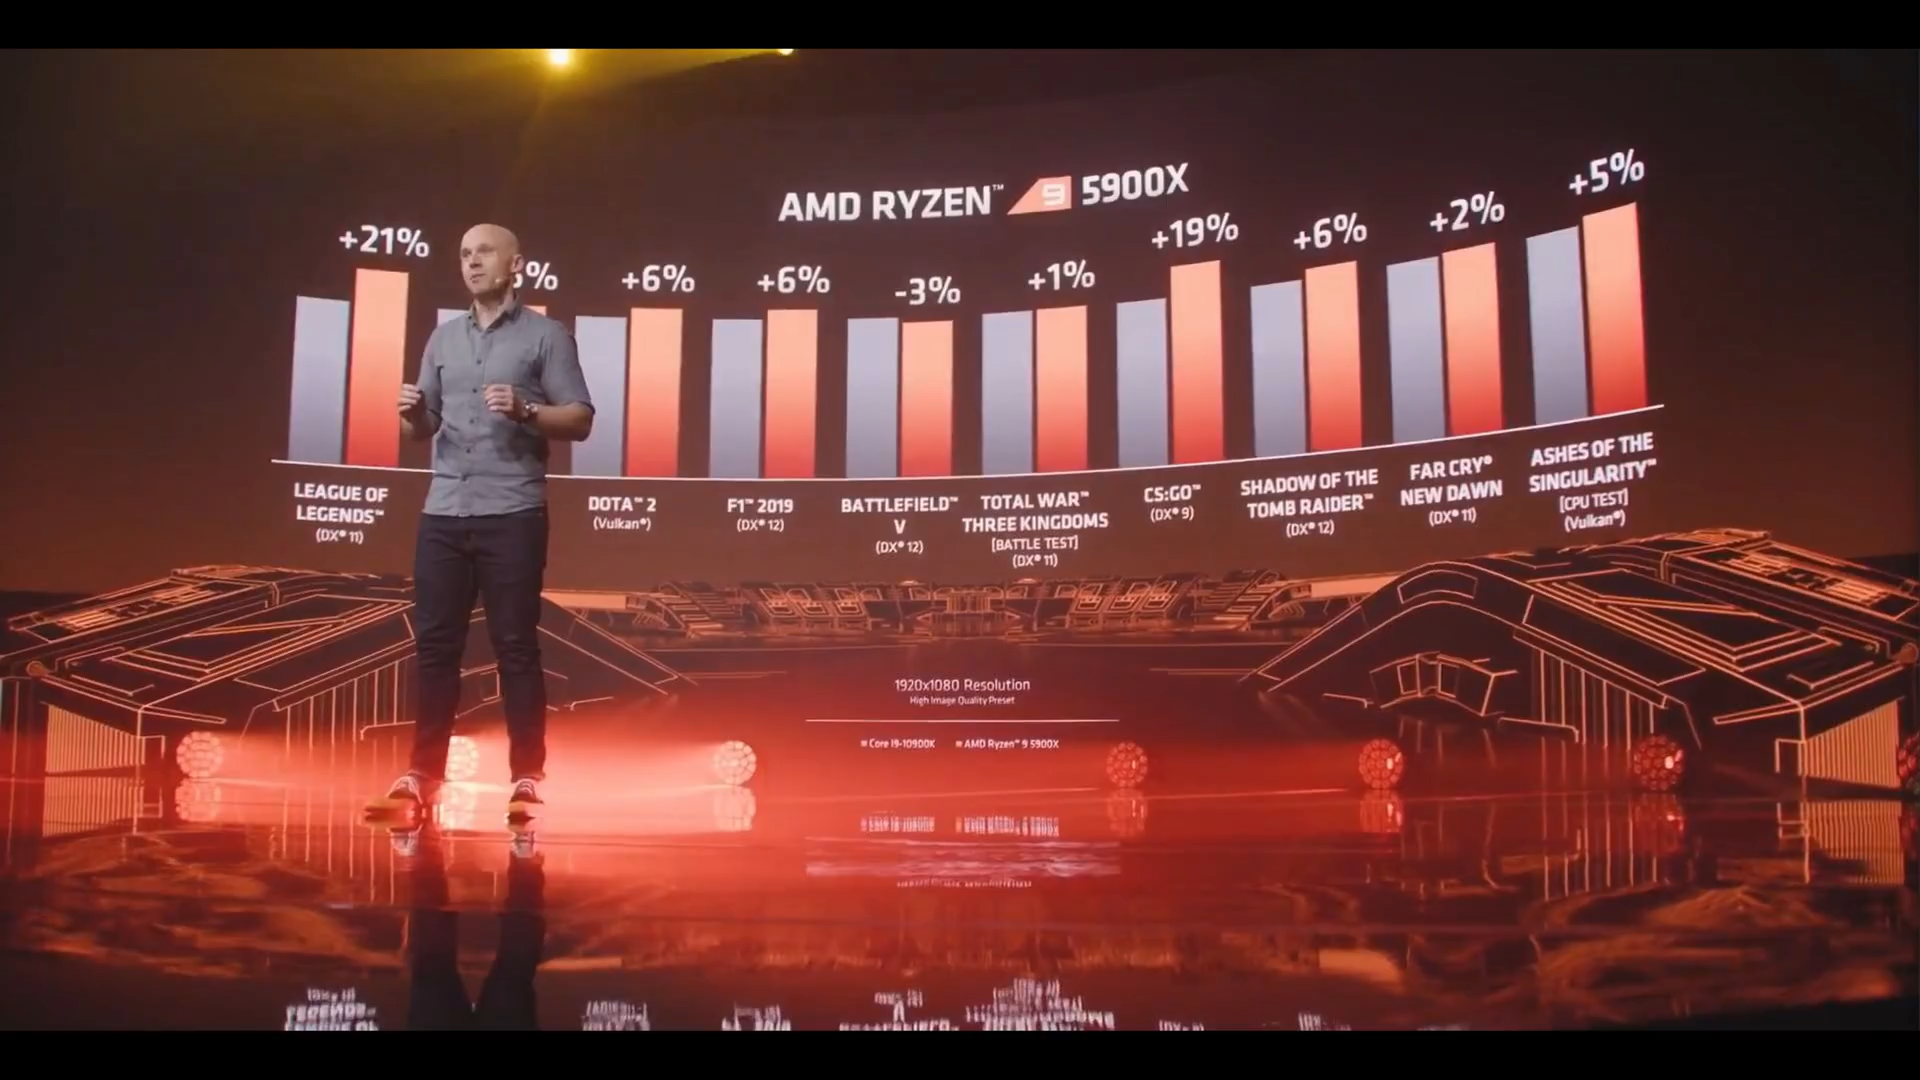 AMD RYZEN™ 9 5900X
+21%
%
+6%
+6%
-3%
+1%
+19%
+6%
+2%
+5%
LEAGUE OF
LEGENDS™
(DX® 11)
DOTA™ 2
(Vulkan®)
F1™ 2019
(DX® 12)
BATTLEFIELD™
V
(DX® 12)
TOTAL WAR™
THREE KINGDOMS
[BATTLE TEST]
(DX® 11)
CS:GO™
(DX® 9)
SHADOW OF THE
TOMB RAIDER™
(DX® 12)
FAR CRY®
NEW DAWN
(DX® 11)
ASHES OF THE
SINGULARITY™
[CPU TEST]
(Vulkan®)
1920x1080 Resolution
High Image Quality Preset
Core i9-10900K AMD Ryzen™ 9 5900X